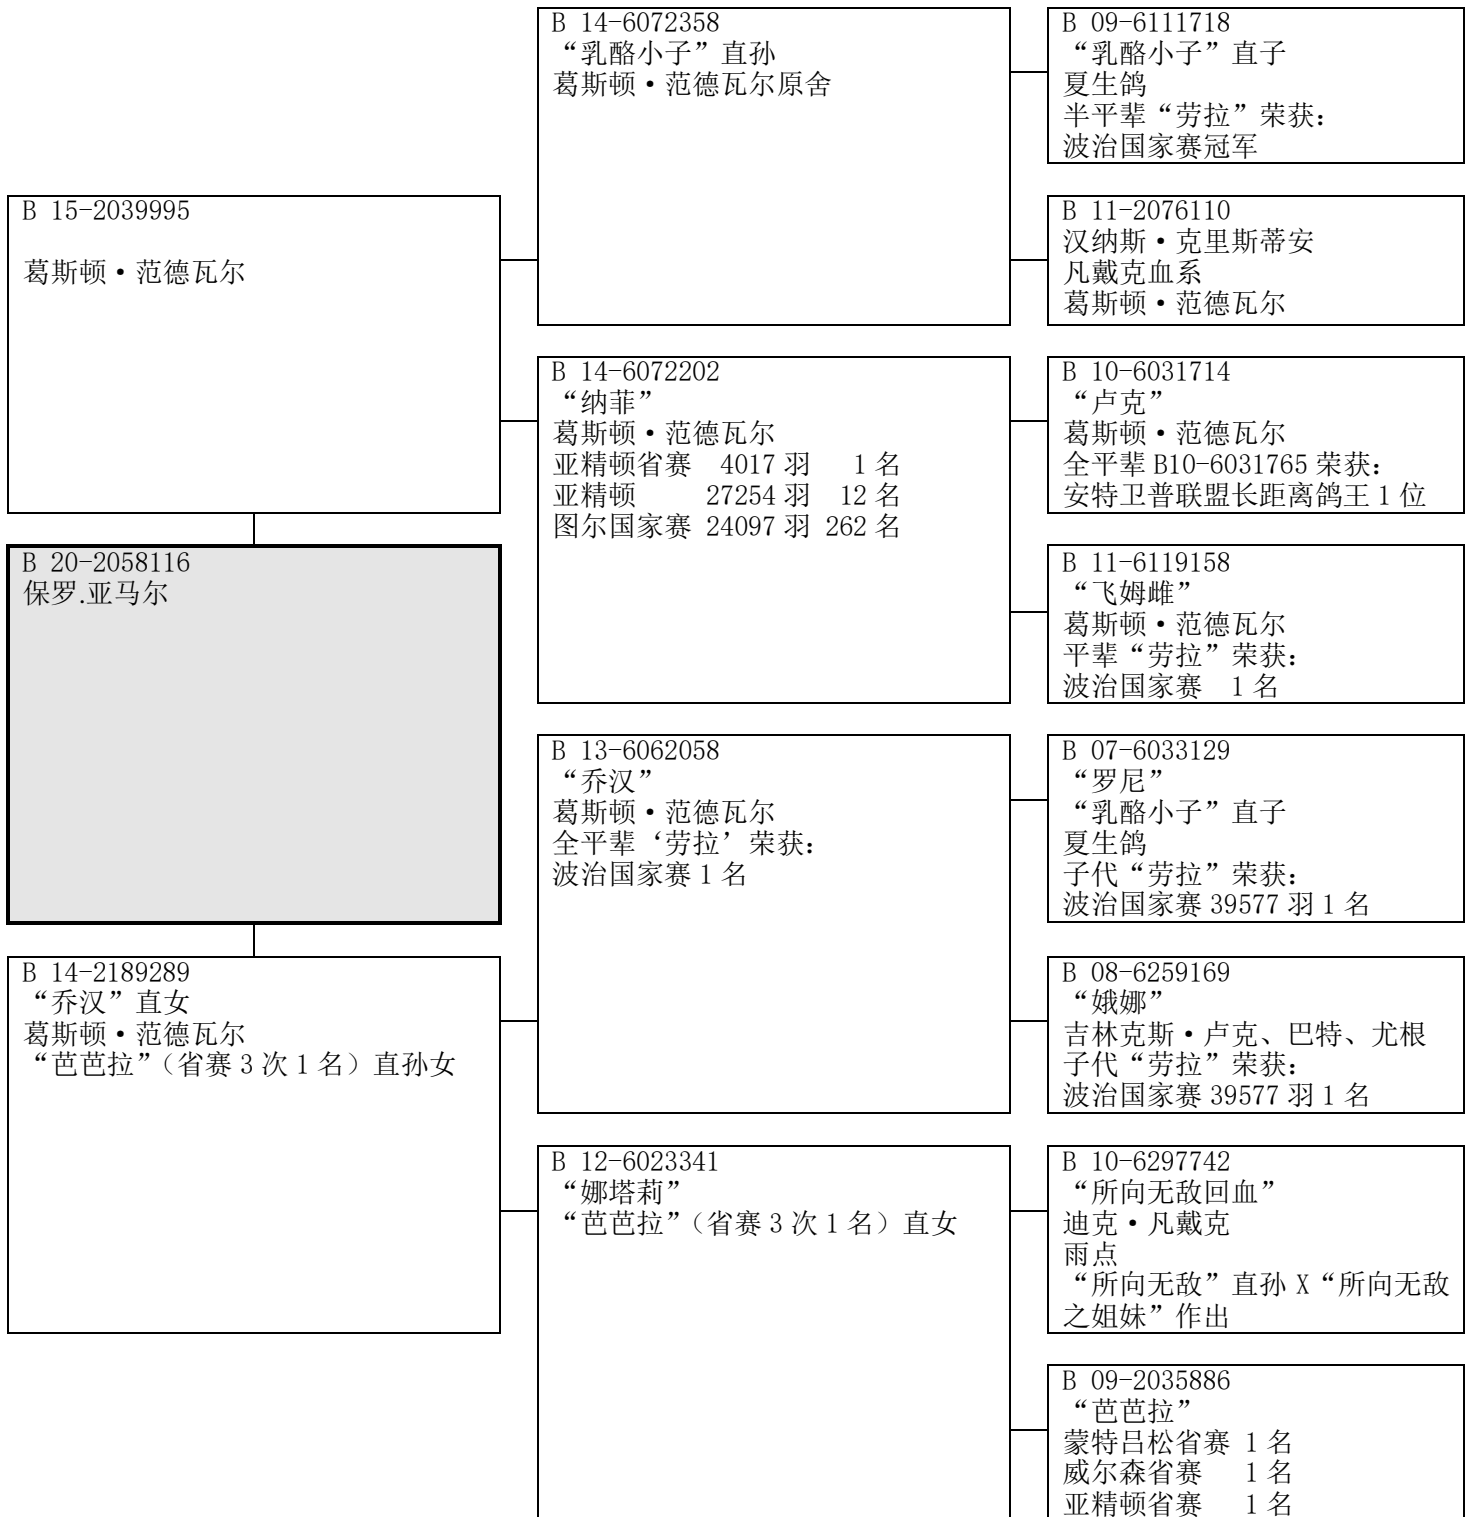 B 14-6072358
“乳酪小子”直孙
葛斯顿•范德瓦尔原舍
B 09-6111718
“乳酪小子”直子
夏生鸽
半平辈“劳拉”荣获：
波治国家赛冠军
B 15-2039995
葛斯顿•范德瓦尔
B 11-2076110
汉纳斯•克里斯蒂安
凡戴克血系
葛斯顿•范德瓦尔
B 14-6072202
“纳菲”
葛斯顿•范德瓦尔
亚精顿省赛 4017 羽 1 名
亚精顿 27254 羽 12 名
图尔国家赛 24097 羽 262 名
B 10-6031714
“卢克”
葛斯顿•范德瓦尔
全平辈 B10-6031765 荣获：
安特卫普联盟长距离鸽王 1 位
B 20-2058116
保罗.亚马尔
B 11-6119158
“飞姆雌”
葛斯顿•范德瓦尔
平辈“劳拉”荣获：
波治国家赛 1 名
B 13-6062058
“乔汉”
葛斯顿•范德瓦尔
全平辈‘劳拉’荣获：
波治国家赛 1 名
B 07-6033129
“罗尼”
“乳酪小子”直子
夏生鸽
子代“劳拉”荣获：
波治国家赛 39577 羽 1 名
B 14-2189289
“乔汉”直女
葛斯顿•范德瓦尔
“芭芭拉”（省赛 3 次 1 名）直孙女
B 08-6259169
“娥娜”
吉林克斯•卢克、巴特、尤根
子代“劳拉”荣获：
波治国家赛 39577 羽 1 名
B 12-6023341
“娜塔莉”
“芭芭拉”（省赛 3 次 1 名）直女
B 10-6297742
“所向无敌回血”
迪克•凡戴克
雨点
“所向无敌”直孙 X“所向无敌
之姐妹”作出
B 09-2035886
“芭芭拉”
蒙特吕松省赛 1 名
威尔森省赛 1 名
亚精顿省赛 1 名